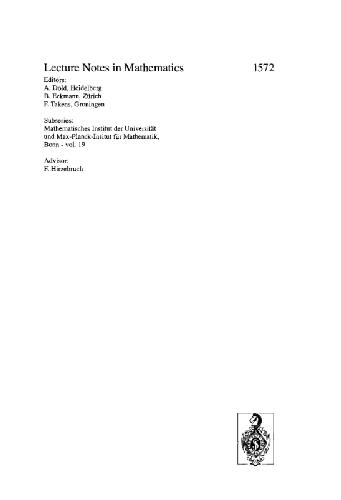 Lecture Notes in Mathematics 1572
Editors:
A. Dold, Heidelberg
B. Eckmann, Zürich
F. Takens, Groningen
Subseries:
Mathematisches Institut der Universität
und Max-Planck-Institut für Mathematik,
Bonn - vol. 19
Advisor:
F. Hirzebruch